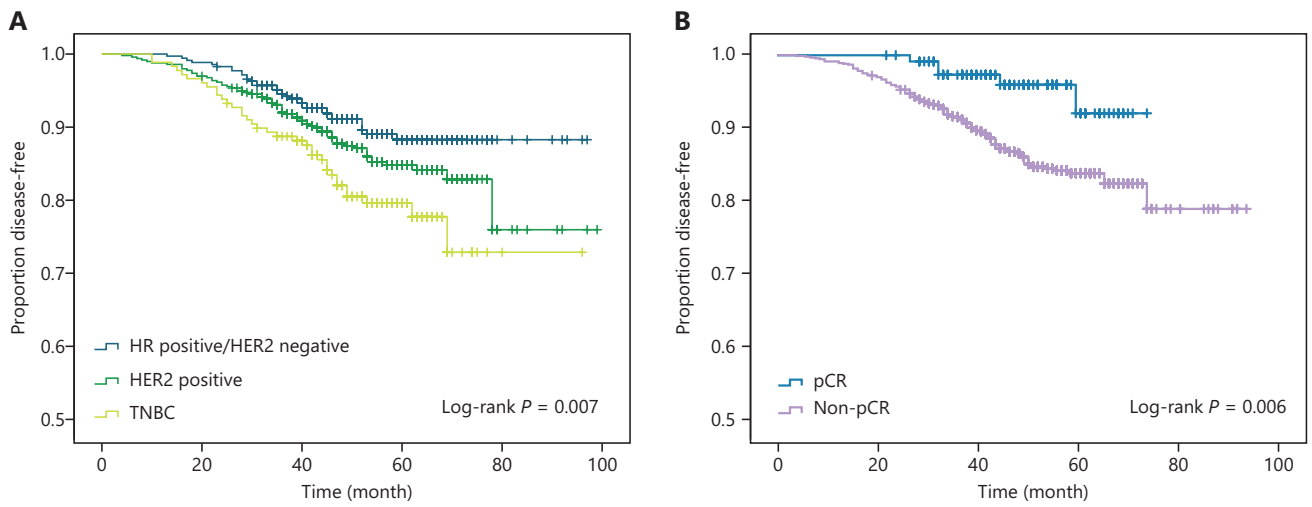 A
Proportion disease-free
1.0
0.9
0.8
0.7
0.6
0.5
HR positive/HER2 negative
HER2 positive
TNBC
Log-rank P = 0.007
0 20 40 60 80 100
Time (month)
B
Proportion disease-free
1.0
0.9
0.8
0.7
0.6
0.5
pCR
Non-pCR
Log-rank P = 0.006
0 20 40 60 80 100
Time (month)